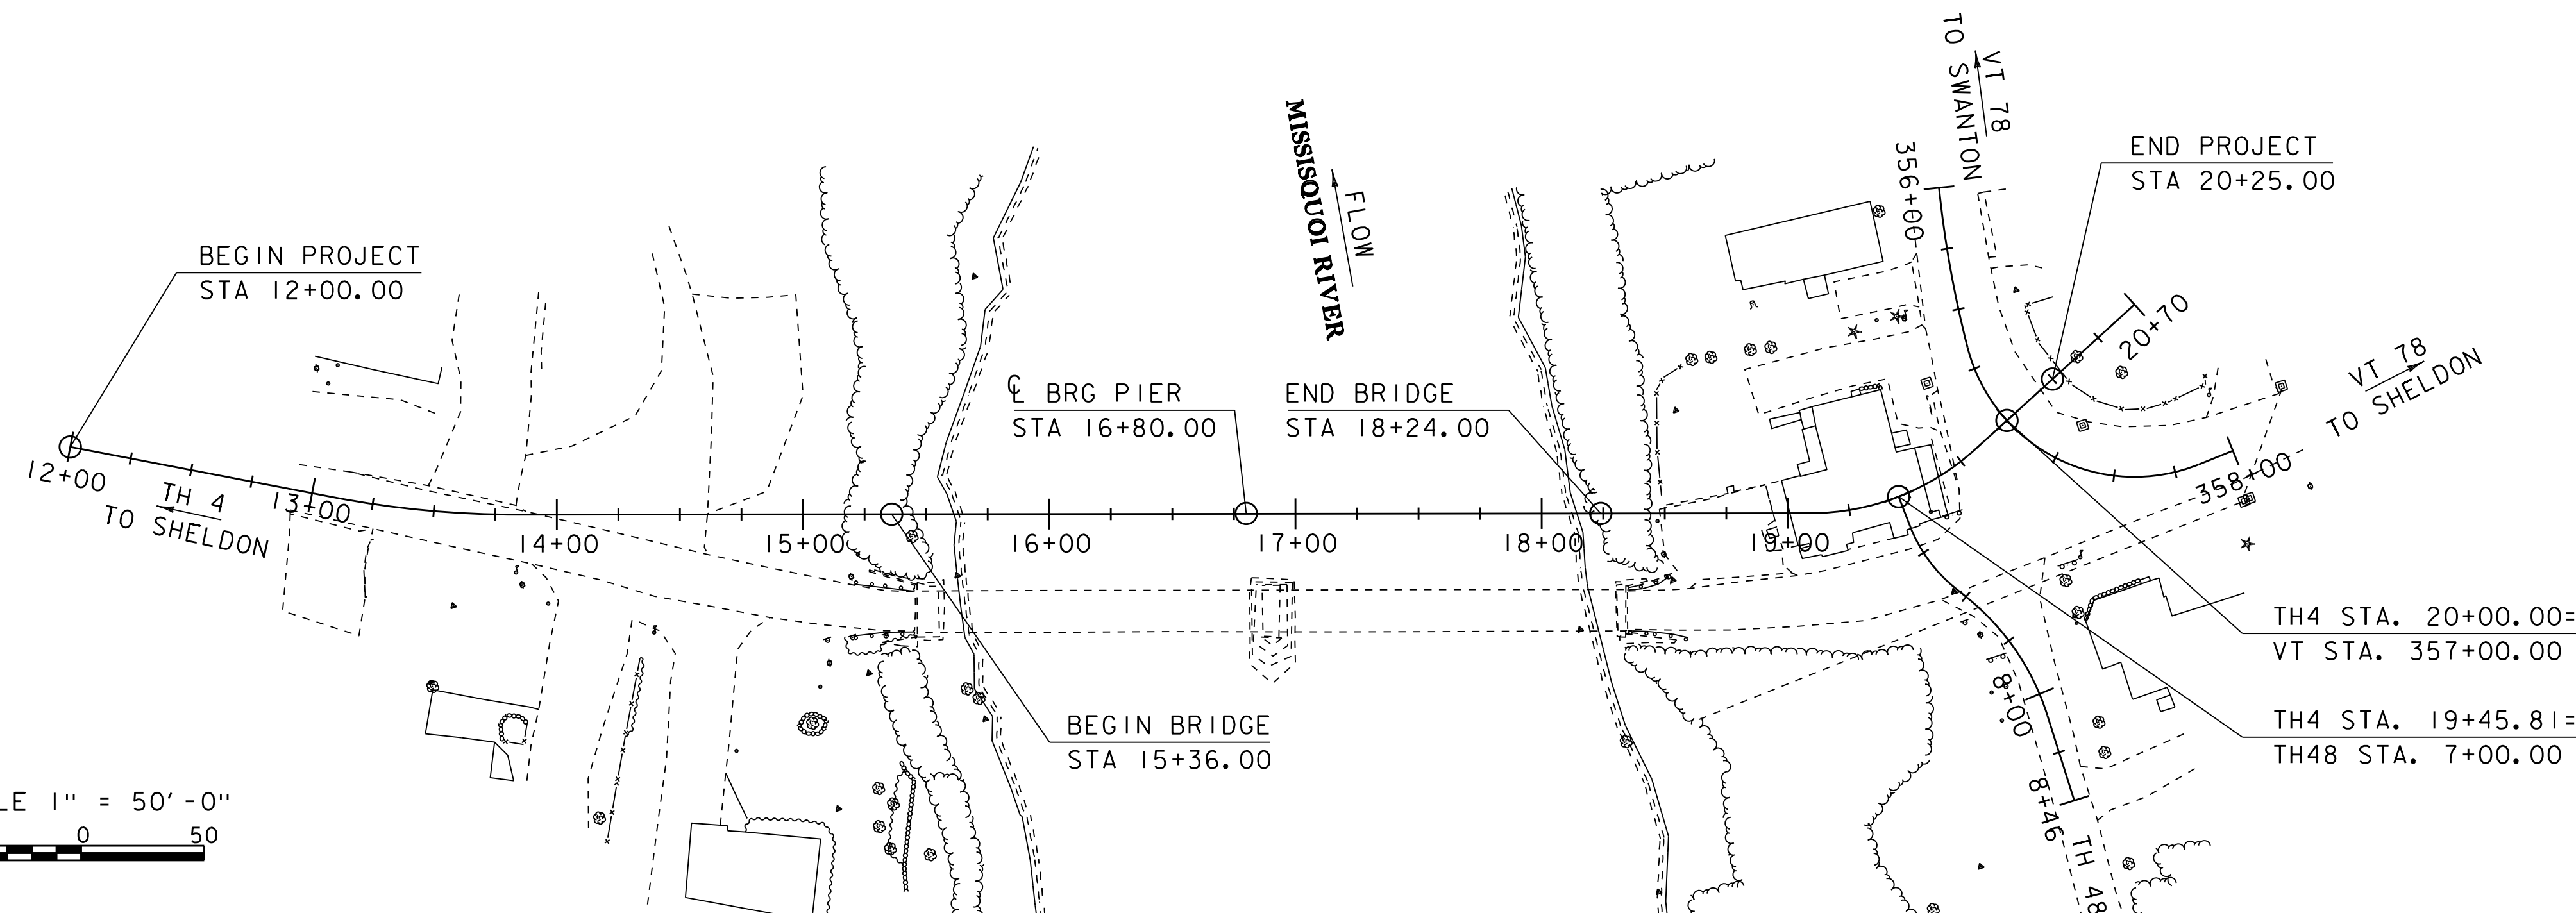 BEGIN PROJECT
STA 12+00.00
12+00
TH 4
TO SHELDON
13+00
14+00
15+00
16+00
17+00
18+00
19+00
MISSISQUOI RIVER
FLOW
℄ BRG PIER
STA 16+80.00
END BRIDGE
STA 18+24.00
BEGIN BRIDGE
STA 15+36.00
356+00
TO SWANTON
VT 78
END PROJECT
STA 20+25.00
20+70
VT 78
TO SHELDON
358+00
TH4 STA. 20+00.00=
VT STA. 357+00.00
TH4 STA. 19+45.81=
TH48 STA. 7+00.00
8+00
8+46
TH 48
LE 1" = 50'-0"
0 50